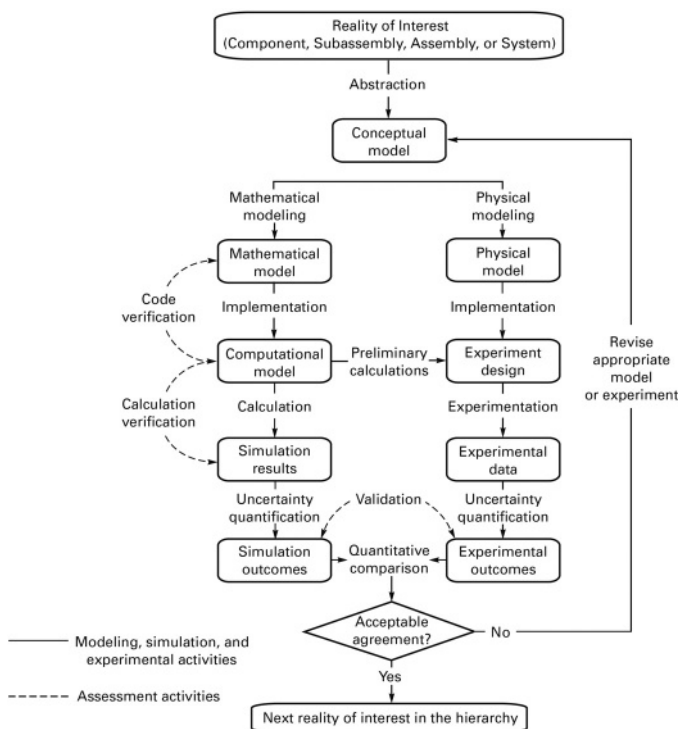 Reality of Interest
(Component, Subassembly, Assembly, or System)
Abstraction
Conceptual
model
Mathematical
modeling
Physical
modeling
Mathematical
model
Physical
model
Code
verification
Implementation
Implementation
Revise
appropriate
model
or experiment
Computational
model
Preliminary
calculations
Experiment
design
Calculation
verification
Calculation
Experimentation
Simulation
results
Experimental
data
Uncertainty
quantification
Validation
Uncertainty
quantification
Simulation
outcomes
Quantitative
comparison
Experimental
outcomes
Acceptable
agreement?
No
Modeling, simulation, and
experimental activities
Yes
Assessment activities
Next reality of interest in the hierarchy